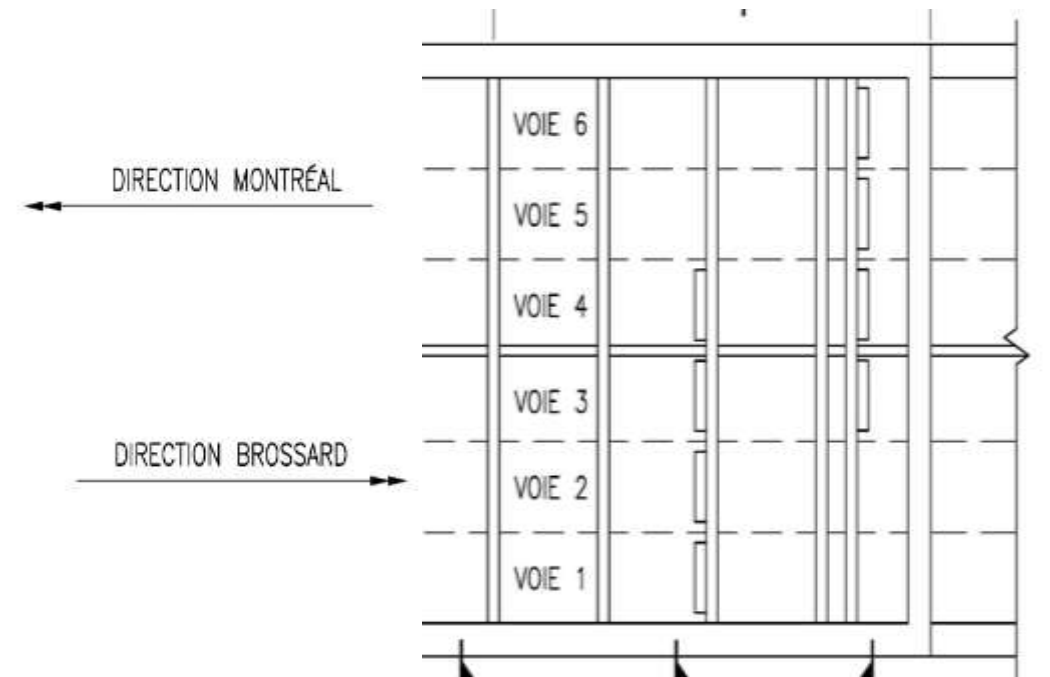 VOIE 6
DIRECTION MONTRÉAL
VOIE 5
VOIE 4
VOIE 3
DIRECTION BROSSARD
VOIE 2
VOIE 1